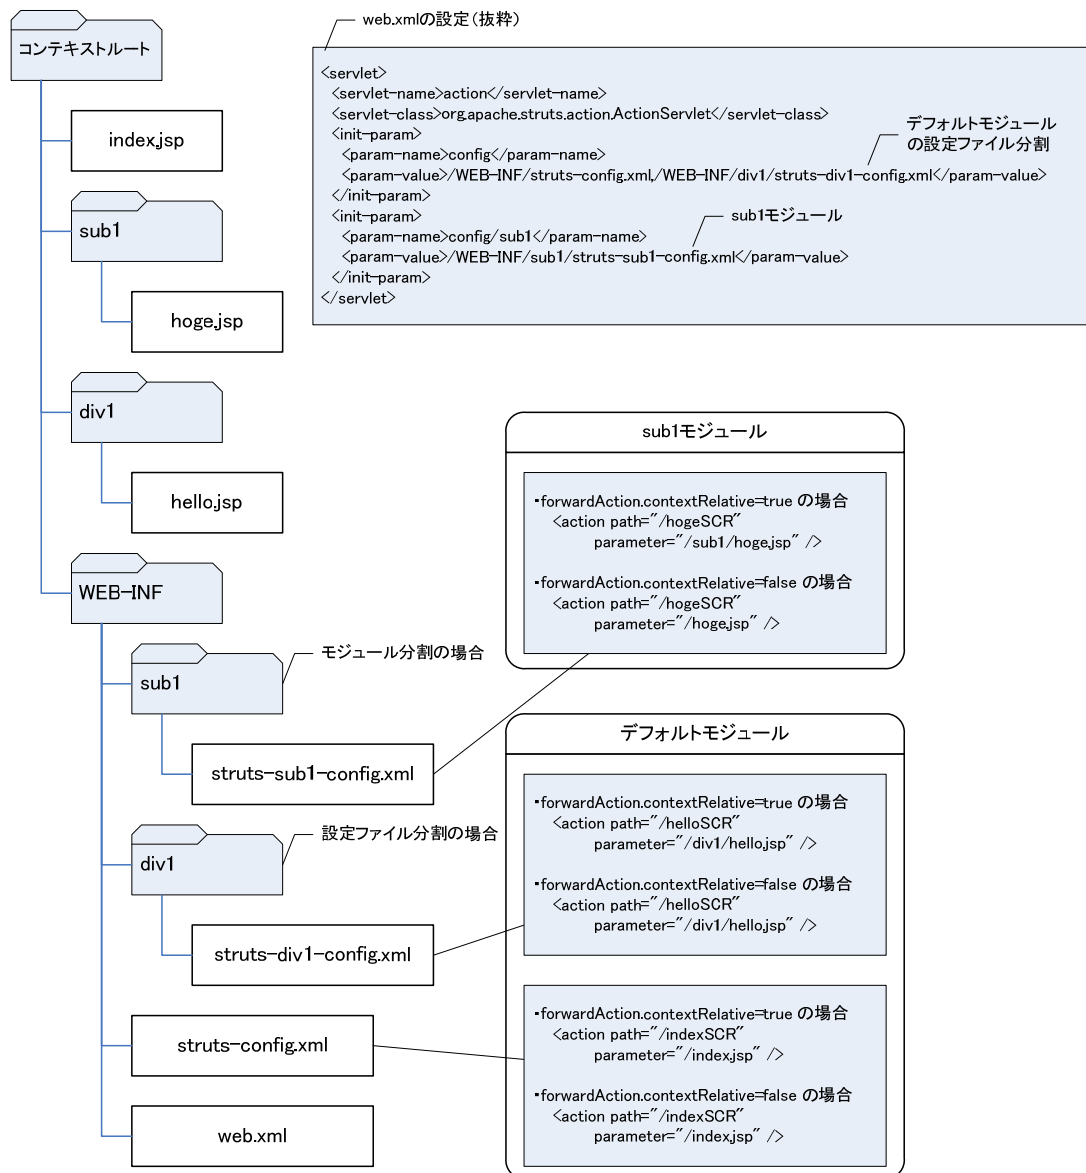 コンテキストルート
index.jsp
sub1
hoge.jsp
div1
hello.jsp
WEB-INF
モジュール分割の場合
sub1
struts-sub1-config.xml
設定ファイル分割の場合
div1
struts-div1-config.xml
struts-config.xml
web.xml
web.xmlの設定(抜粋)
<servlet>
<servlet-name>action</servlet-name>
<servlet-class>org.apache.struts.action.ActionServlet</servlet-class>
<init-param>
<param-name>config</param-name>
<param-value>/WEB-INF/struts-config.xml,/WEB-INF/div1/struts-div1-config.xml</param-value>
</init-param>
<init-param>
<param-name>config/sub1</param-name>
<param-value>/WEB-INF/sub1/struts-sub1-config.xml</param-value>
</init-param>
</servlet>
デフォルトモジュール
の設定ファイル分割
sub1モジュール
sub1モジュール
・forwardAction.contextRelative=true の場合
<action path="/hogeSCR"
parameter="/sub1/hoge.jsp" />
・forwardAction.contextRelative=false の場合
<action path="/hogeSCR"
parameter="/hoge.jsp" />
デフォルトモジュール
・forwardAction.contextRelative=true の場合
<action path="/helloSCR"
parameter="/div1/hello.jsp" />
・forwardAction.contextRelative=false の場合
<action path="/helloSCR"
parameter="/div1/hello.jsp" />
・forwardAction.contextRelative=true の場合
<action path="/indexSCR"
parameter="/index.jsp" />
・forwardAction.contextRelative=false の場合
<action path="/indexSCR"
parameter="/index.jsp" />